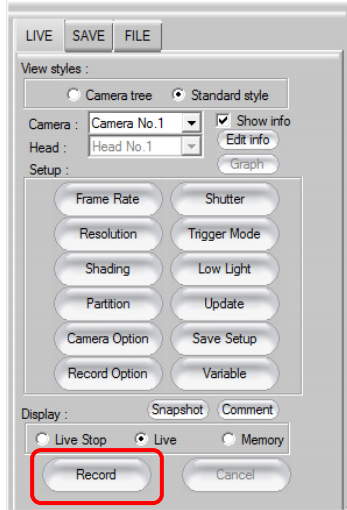 LIVE SAVE FILE
View styles :
Camera tree Standard style
Camera : Camera No.1 Show info
Head : Head No.1 Edit info
Setup : Graph
Frame Rate Shutter
Resolution Trigger Mode
Shading Low Light
Partition Update
Camera Option Save Setup
Record Option Variable
Display : Snapshot Comment
Live Stop Live Memory
Record Cancel